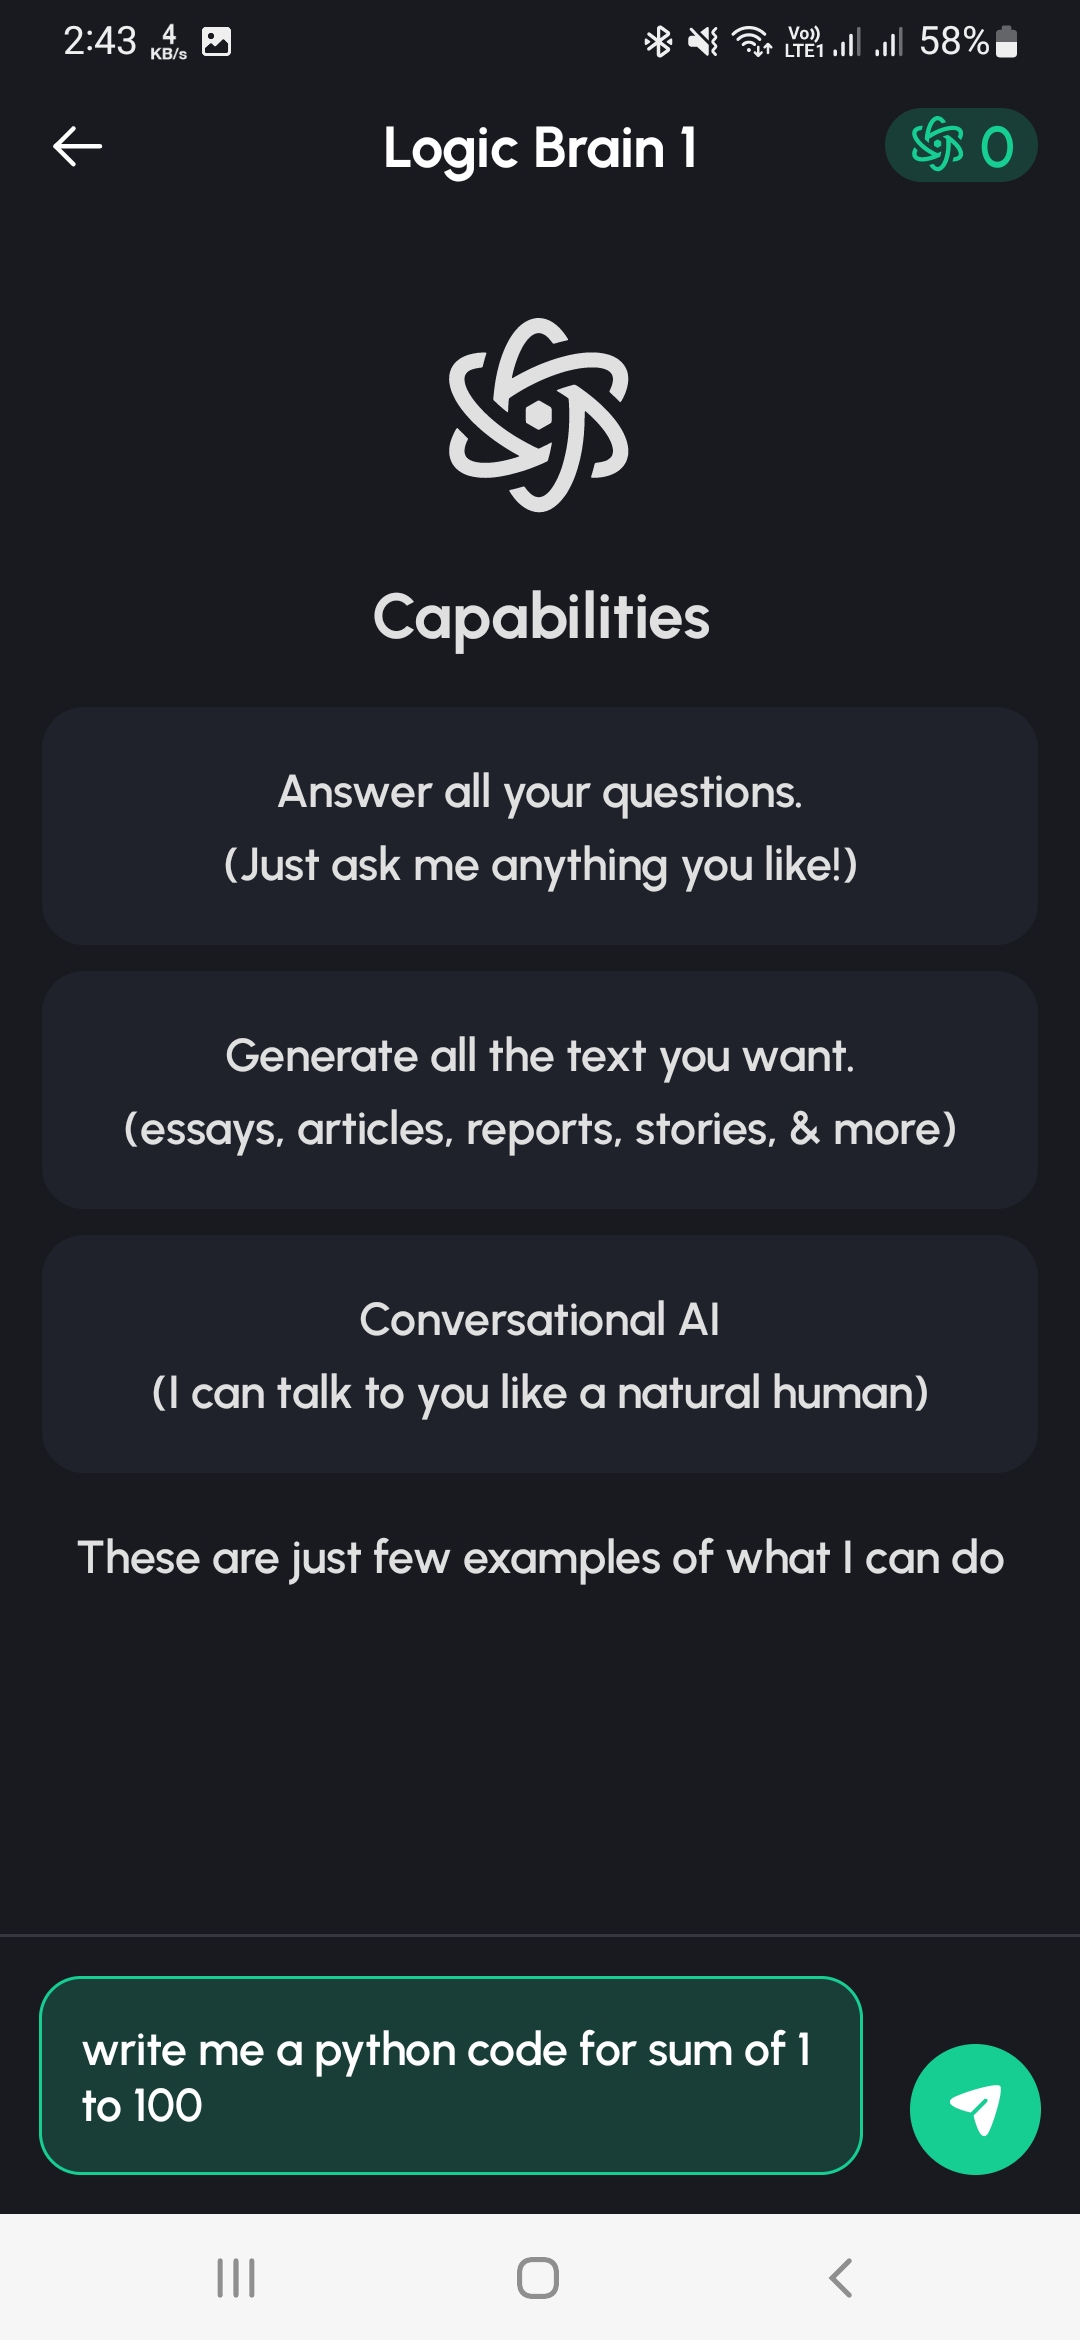 2:43 4 KB/s Vo)) LTE1 58%
Logic Brain 1 0
Capabilities
Answer all your questions.
(Just ask me anything you like!)
Generate all the text you want.
(essays, articles, reports, stories, & more)
Conversational AI
(I can talk to you like a natural human)
These are just few examples of what I can do
write me a python code for sum of 1
to 100